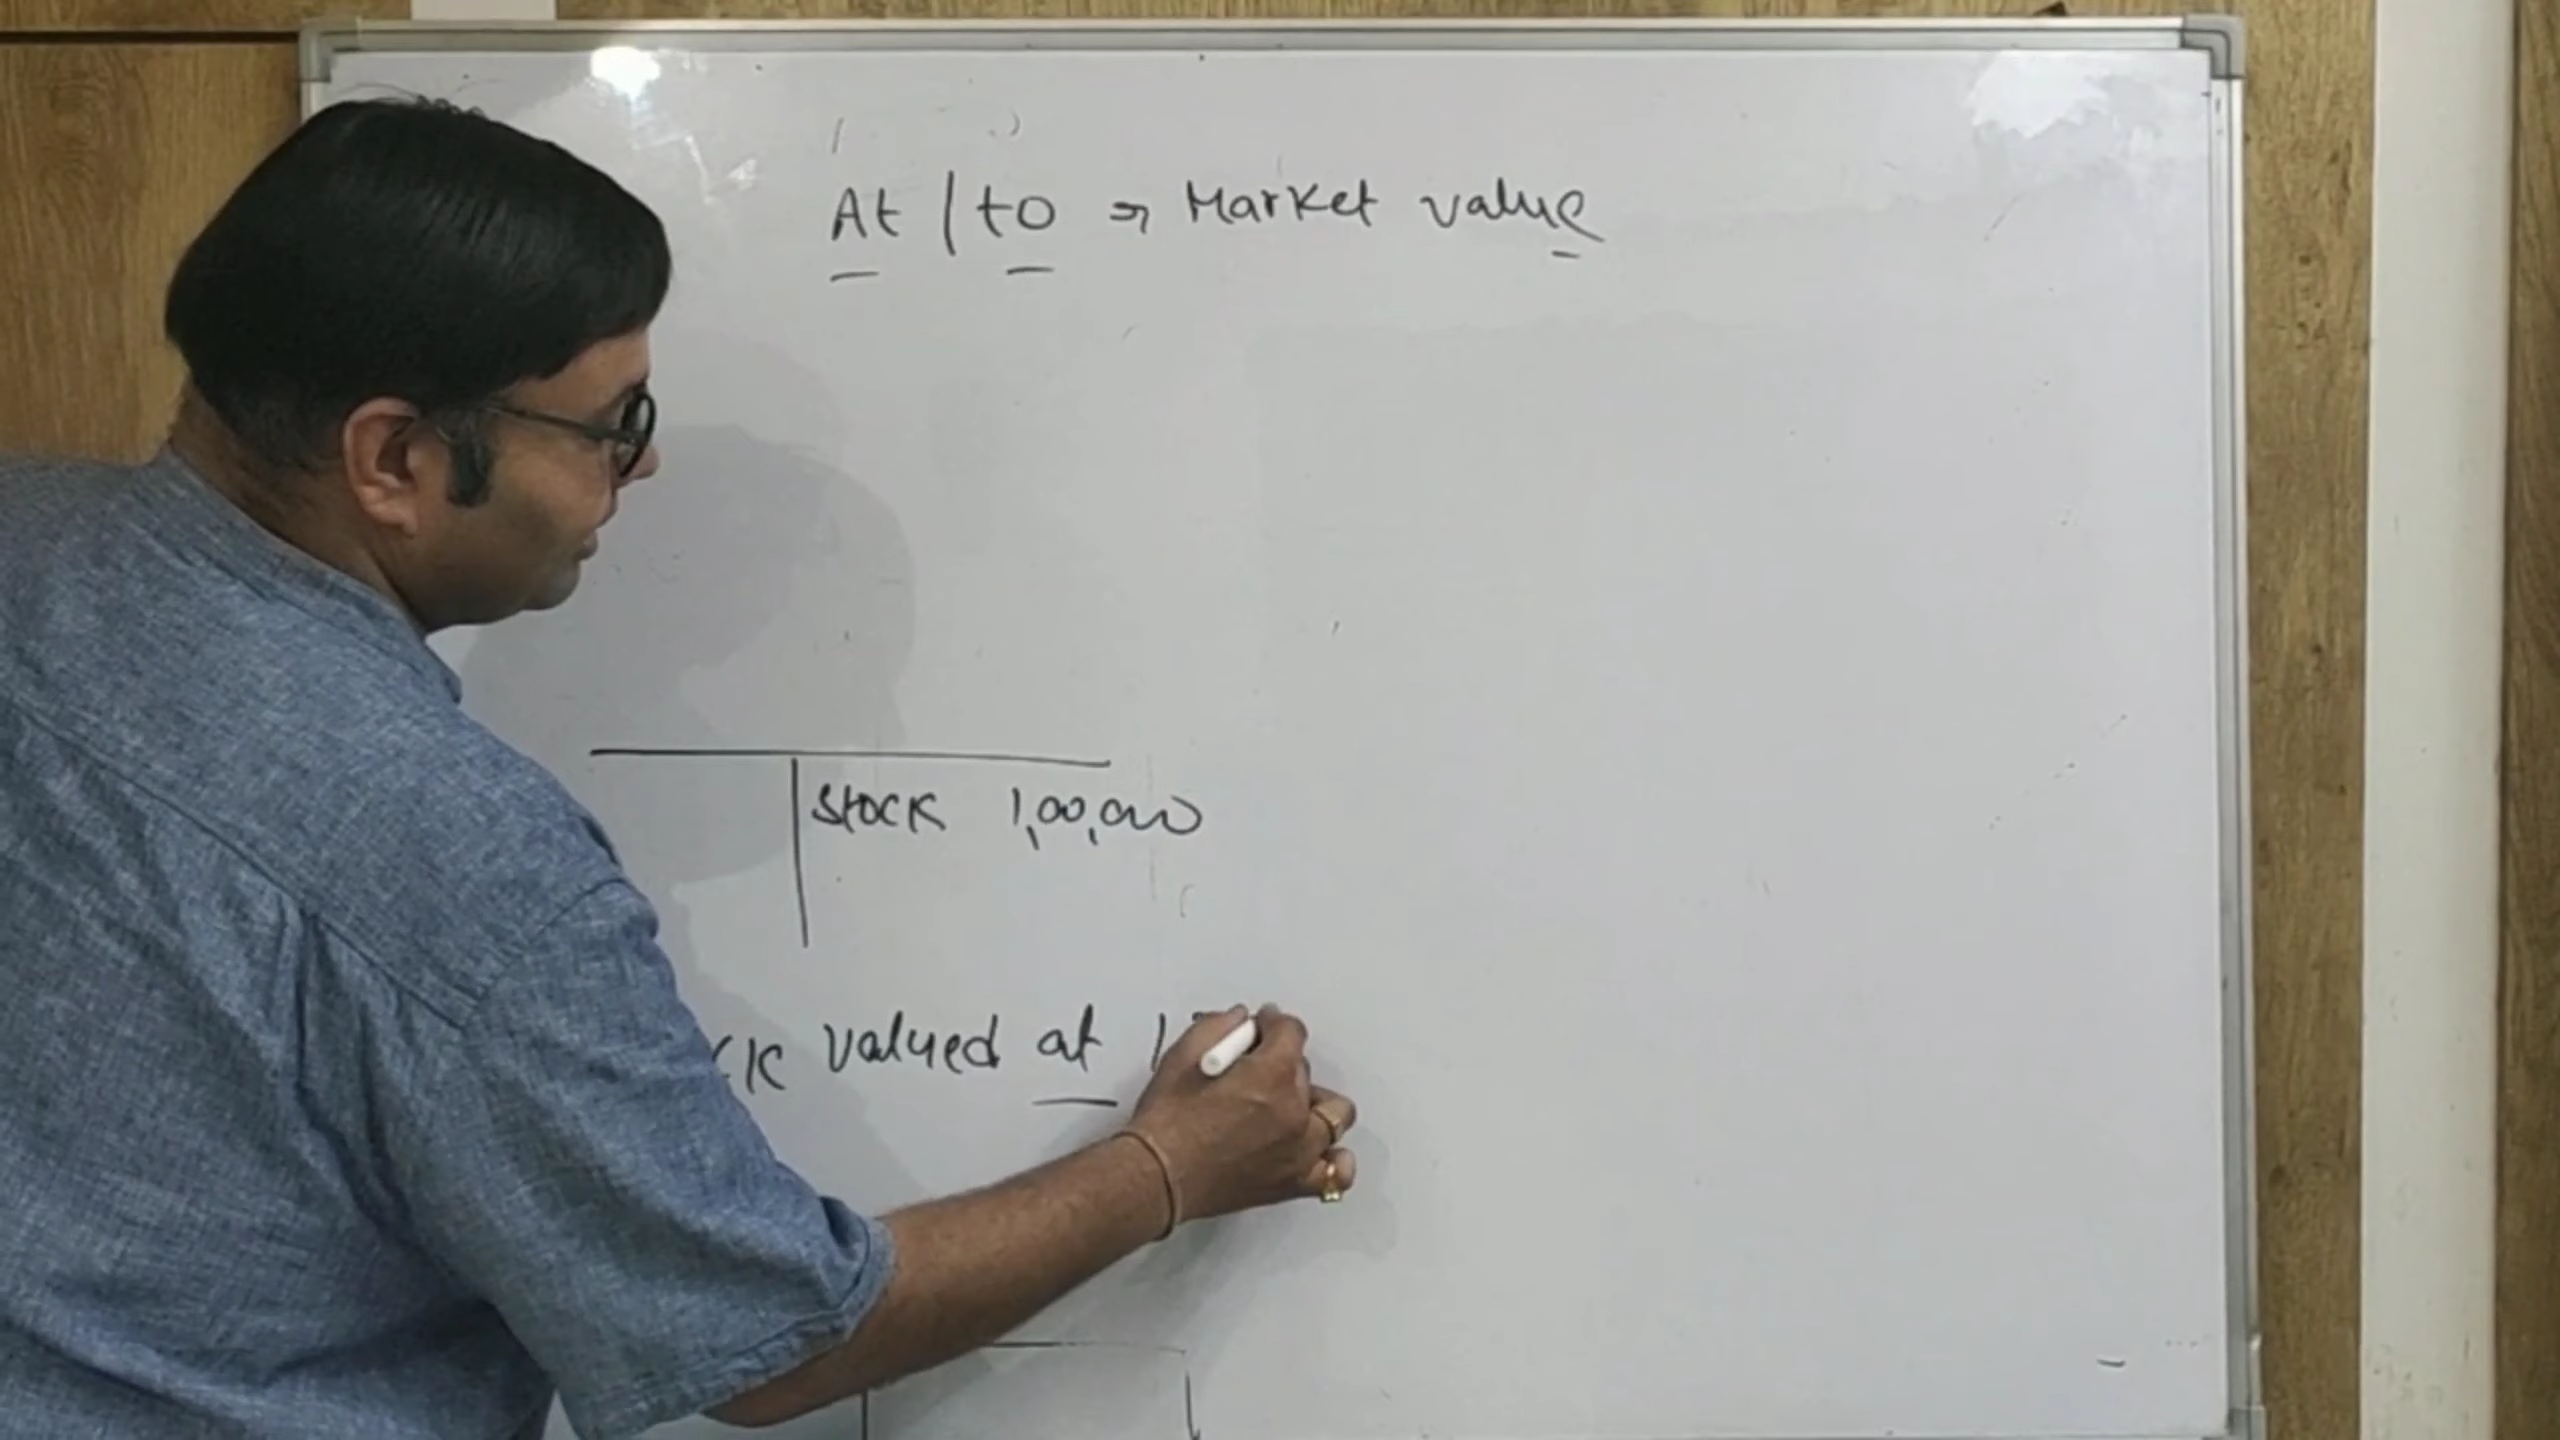 At / to → Market value
Stock 1,00,000
valued at